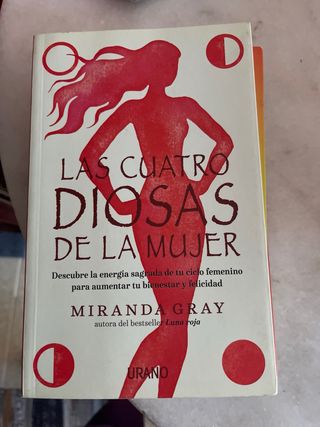 LAS CUATRO
DIOSAS
DE LA MUJER
Descubre la energía sagrada de tu ciclo femenino
para aumentar tu bienestar y felicidad
MIRANDA GRAY
autora del bestseller Luna roja
URANO